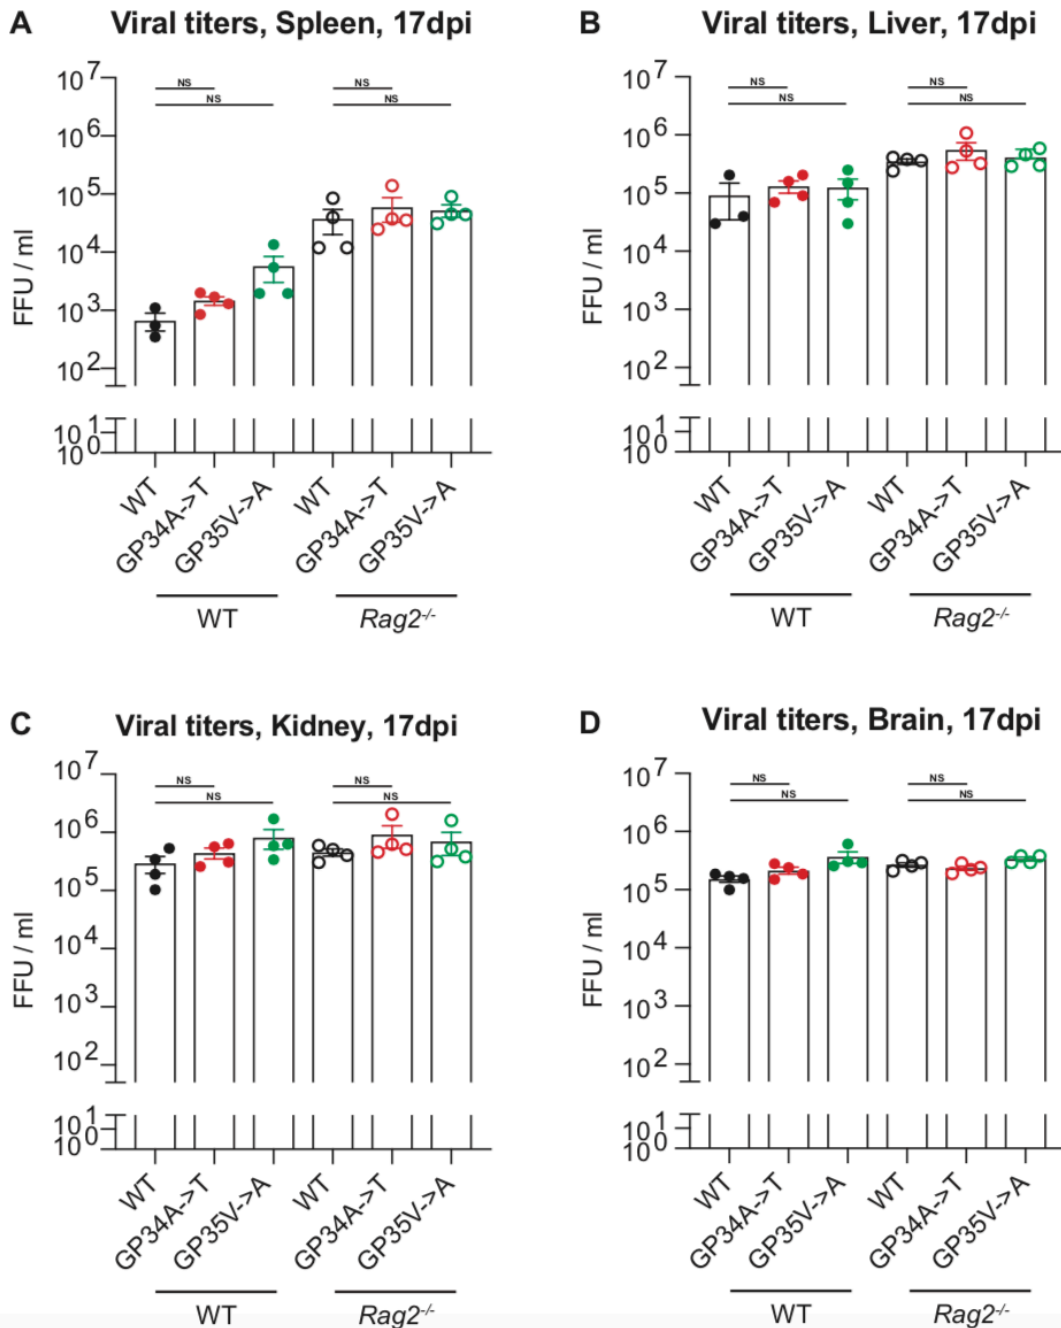 A Viral titers, Spleen, 17dpi
NS NS
NS NS
10^7
10^6
10^5
10^4
10^3
10^2
10^1
10^0
FFU / ml
WT GP34A->T GP35V->A WT GP34A->T GP35V->A
WT Rag2-/-
B Viral titers, Liver, 17dpi
NS NS
NS NS
10^7
10^6
10^5
10^4
10^3
10^2
10^1
10^0
FFU / ml
WT GP34A->T GP35V->A WT GP34A->T GP35V->A
WT Rag2-/-
C Viral titers, Kidney, 17dpi
NS NS
NS NS
10^7
10^6
10^5
10^4
10^3
10^2
10^1
10^0
FFU / ml
WT GP34A->T GP35V->A WT GP34A->T GP35V->A
WT Rag2-/-
D Viral titers, Brain, 17dpi
NS NS
NS NS
10^7
10^6
10^5
10^4
10^3
10^2
10^1
10^0
FFU / ml
WT GP34A->T GP35V->A WT GP34A->T GP35V->A
WT Rag2-/-